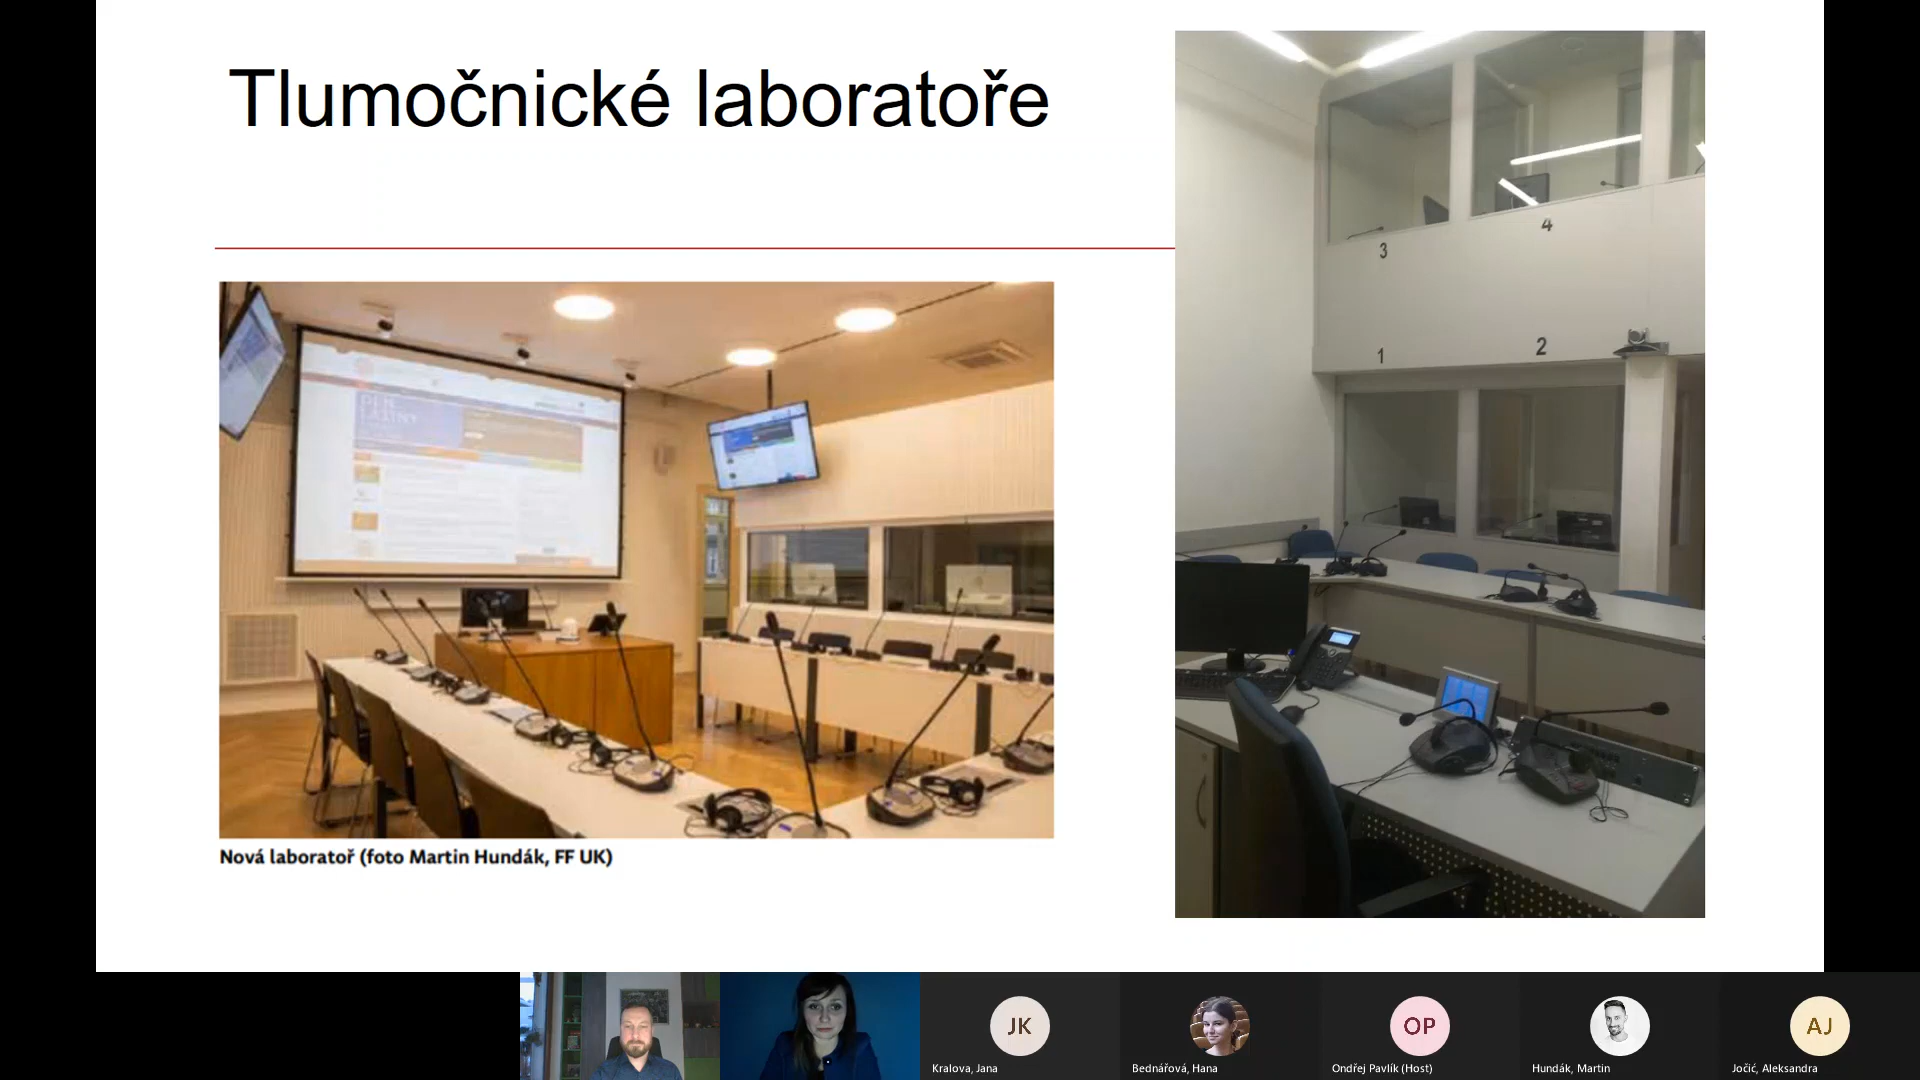 Tlumočnické laboratoře
3
4
1
2
Nová laboratoř (foto Martin Hundák, FF UK)
JK
OP
AJ
Kralova, Jana
Bednářová, Hana
Ondřej Pavlík (Host)
Hundák, Martin
Jočić, Aleksandra